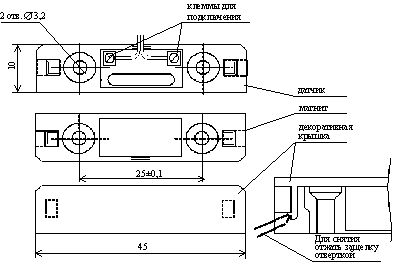 клеммы для
подключения
2 отв. ∅3,2
10
датчик
магнит
декоративная
крышка
25±0,1
45
Для снятия
отжать защелку
отверткой